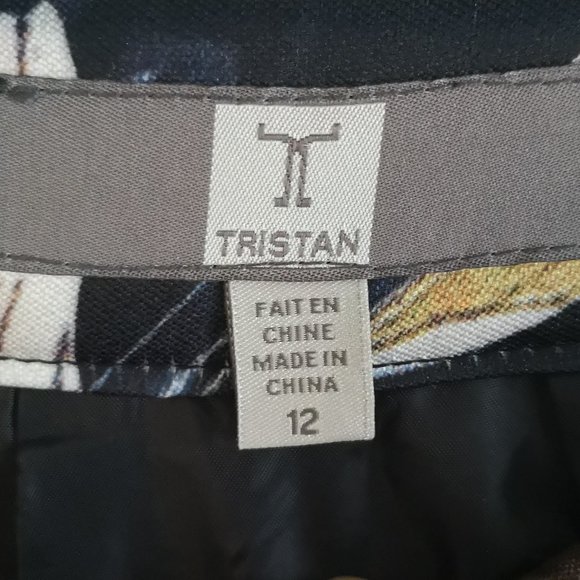 TRISTAN
FAIT EN
CHINE
MADE IN
CHINA
12